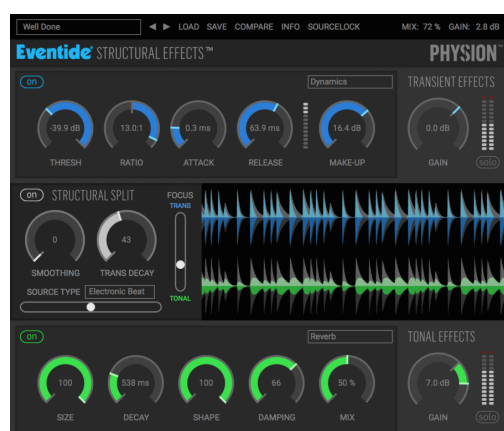 Well Done ◄ ► LOAD SAVE COMPARE INFO SOURCELOCK MIX: 72 % GAIN: 2.8 dB
Eventide® STRUCTURAL EFFECTS™ PHYSION™
on Dynamics TRANSIENT EFFECTS
-39.9 dB 13.0:1 0.3 ms 63.9 ms 16.4 dB 0.0 dB
THRESH RATIO ATTACK RELEASE MAKE-UP GAIN solo
on STRUCTURAL SPLIT FOCUS
TRANS
0 43
SMOOTHING TRANS DECAY
SOURCE TYPE Electronic Beat
TONAL
on Reverb TONAL EFFECTS
100 538 ms 100 66 50 % 7.0 dB
SIZE DECAY SHAPE DAMPING MIX GAIN solo